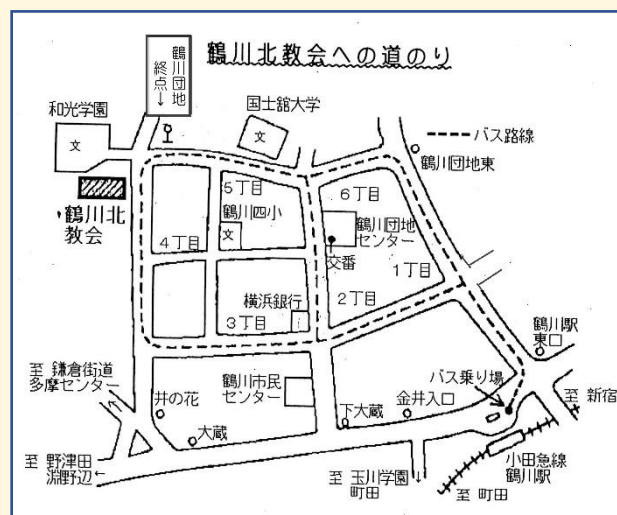 鶴川北教会への道のり
鶴川団地
終点↓
国士舘大学
和光学園
文
文
バス路線
鶴川団地東
5丁目
6丁目
鶴川四小
文
鶴川団地
センター
鶴川北
教会
4丁目
交番
1丁目
横浜銀行
2丁目
3丁目
鶴川駅
東口
至 鎌倉街道
多摩センター
井の花
鶴川市民
センター
バス乗り場
金井入口
至 新宿
下大蔵
大蔵
至 野津田
淵野辺←
小田急線
鶴川駅
至 玉川学園
町田
至 町田